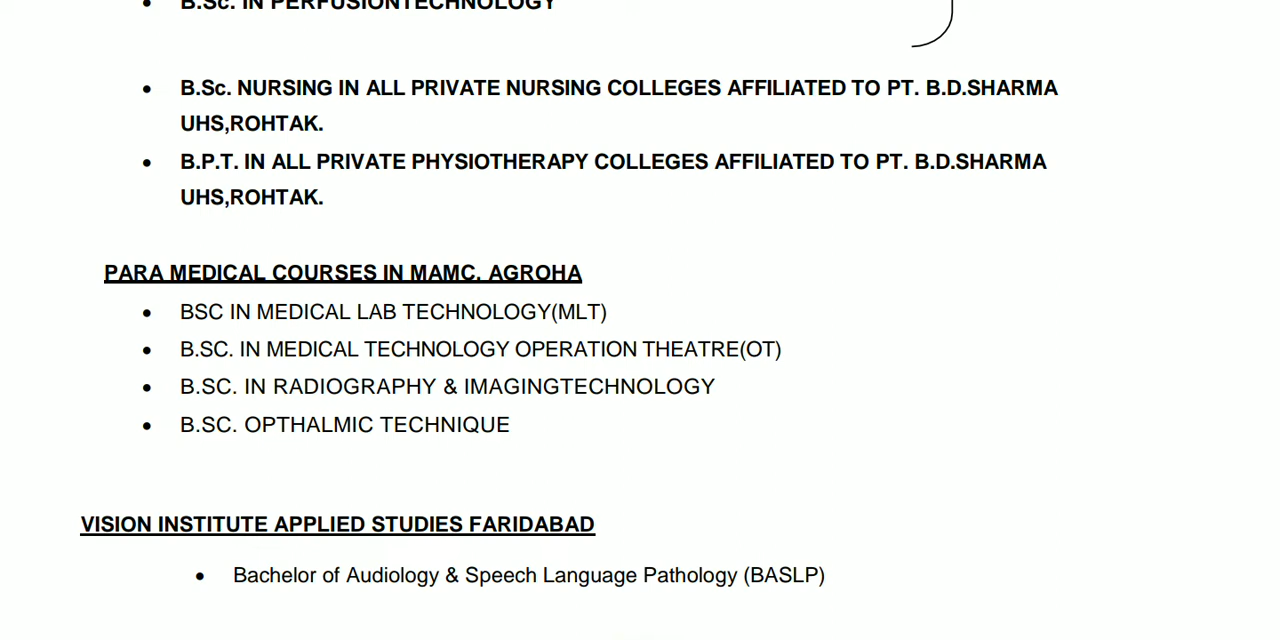 B.Sc. IN PERFUSIONTECHNOLOGY
B.Sc. NURSING IN ALL PRIVATE NURSING COLLEGES AFFILIATED TO PT. B.D.SHARMA
UHS,ROHTAK.
B.P.T. IN ALL PRIVATE PHYSIOTHERAPY COLLEGES AFFILIATED TO PT. B.D.SHARMA
UHS,ROHTAK.
PARA MEDICAL COURSES IN MAMC, AGROHA
BSC IN MEDICAL LAB TECHNOLOGY(MLT)
B.SC. IN MEDICAL TECHNOLOGY OPERATION THEATRE(OT)
B.SC. IN RADIOGRAPHY & IMAGINGTECHNOLOGY
B.SC. OPTHALMIC TECHNIQUE
VISION INSTITUTE APPLIED STUDIES FARIDABAD
Bachelor of Audiology & Speech Language Pathology (BASLP)